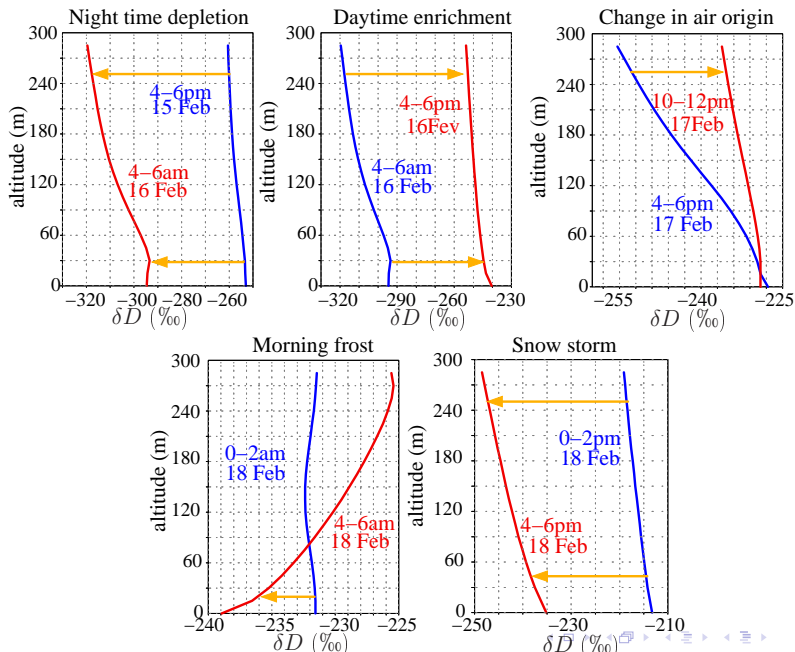 Night time depletion
300
240
180
120
60
0
altitude (m)
4–6pm
15 Feb
4–6am
16 Feb
−320 −300 −280 −260
δD (‰)
Daytime enrichment
300
240
180
120
60
0
altitude (m)
4–6pm
16Fev
4–6am
16 Feb
−320 −290 −260 −230
δD (‰)
Change in air origin
300
240
180
120
60
0
altitude (m)
10–12pm
17Feb
4–6pm
17 Feb
−255 −240 −225
δD (‰)
Morning frost
300
240
180
120
60
0
altitude (m)
0–2am
18 Feb
4–6am
18 Feb
−240 −235 −230 −225
δD (‰)
Snow storm
300
240
180
120
60
0
altitude (m)
0–2pm
18 Feb
4–6pm
18 Feb
−250 −230 −210
δD (‰)